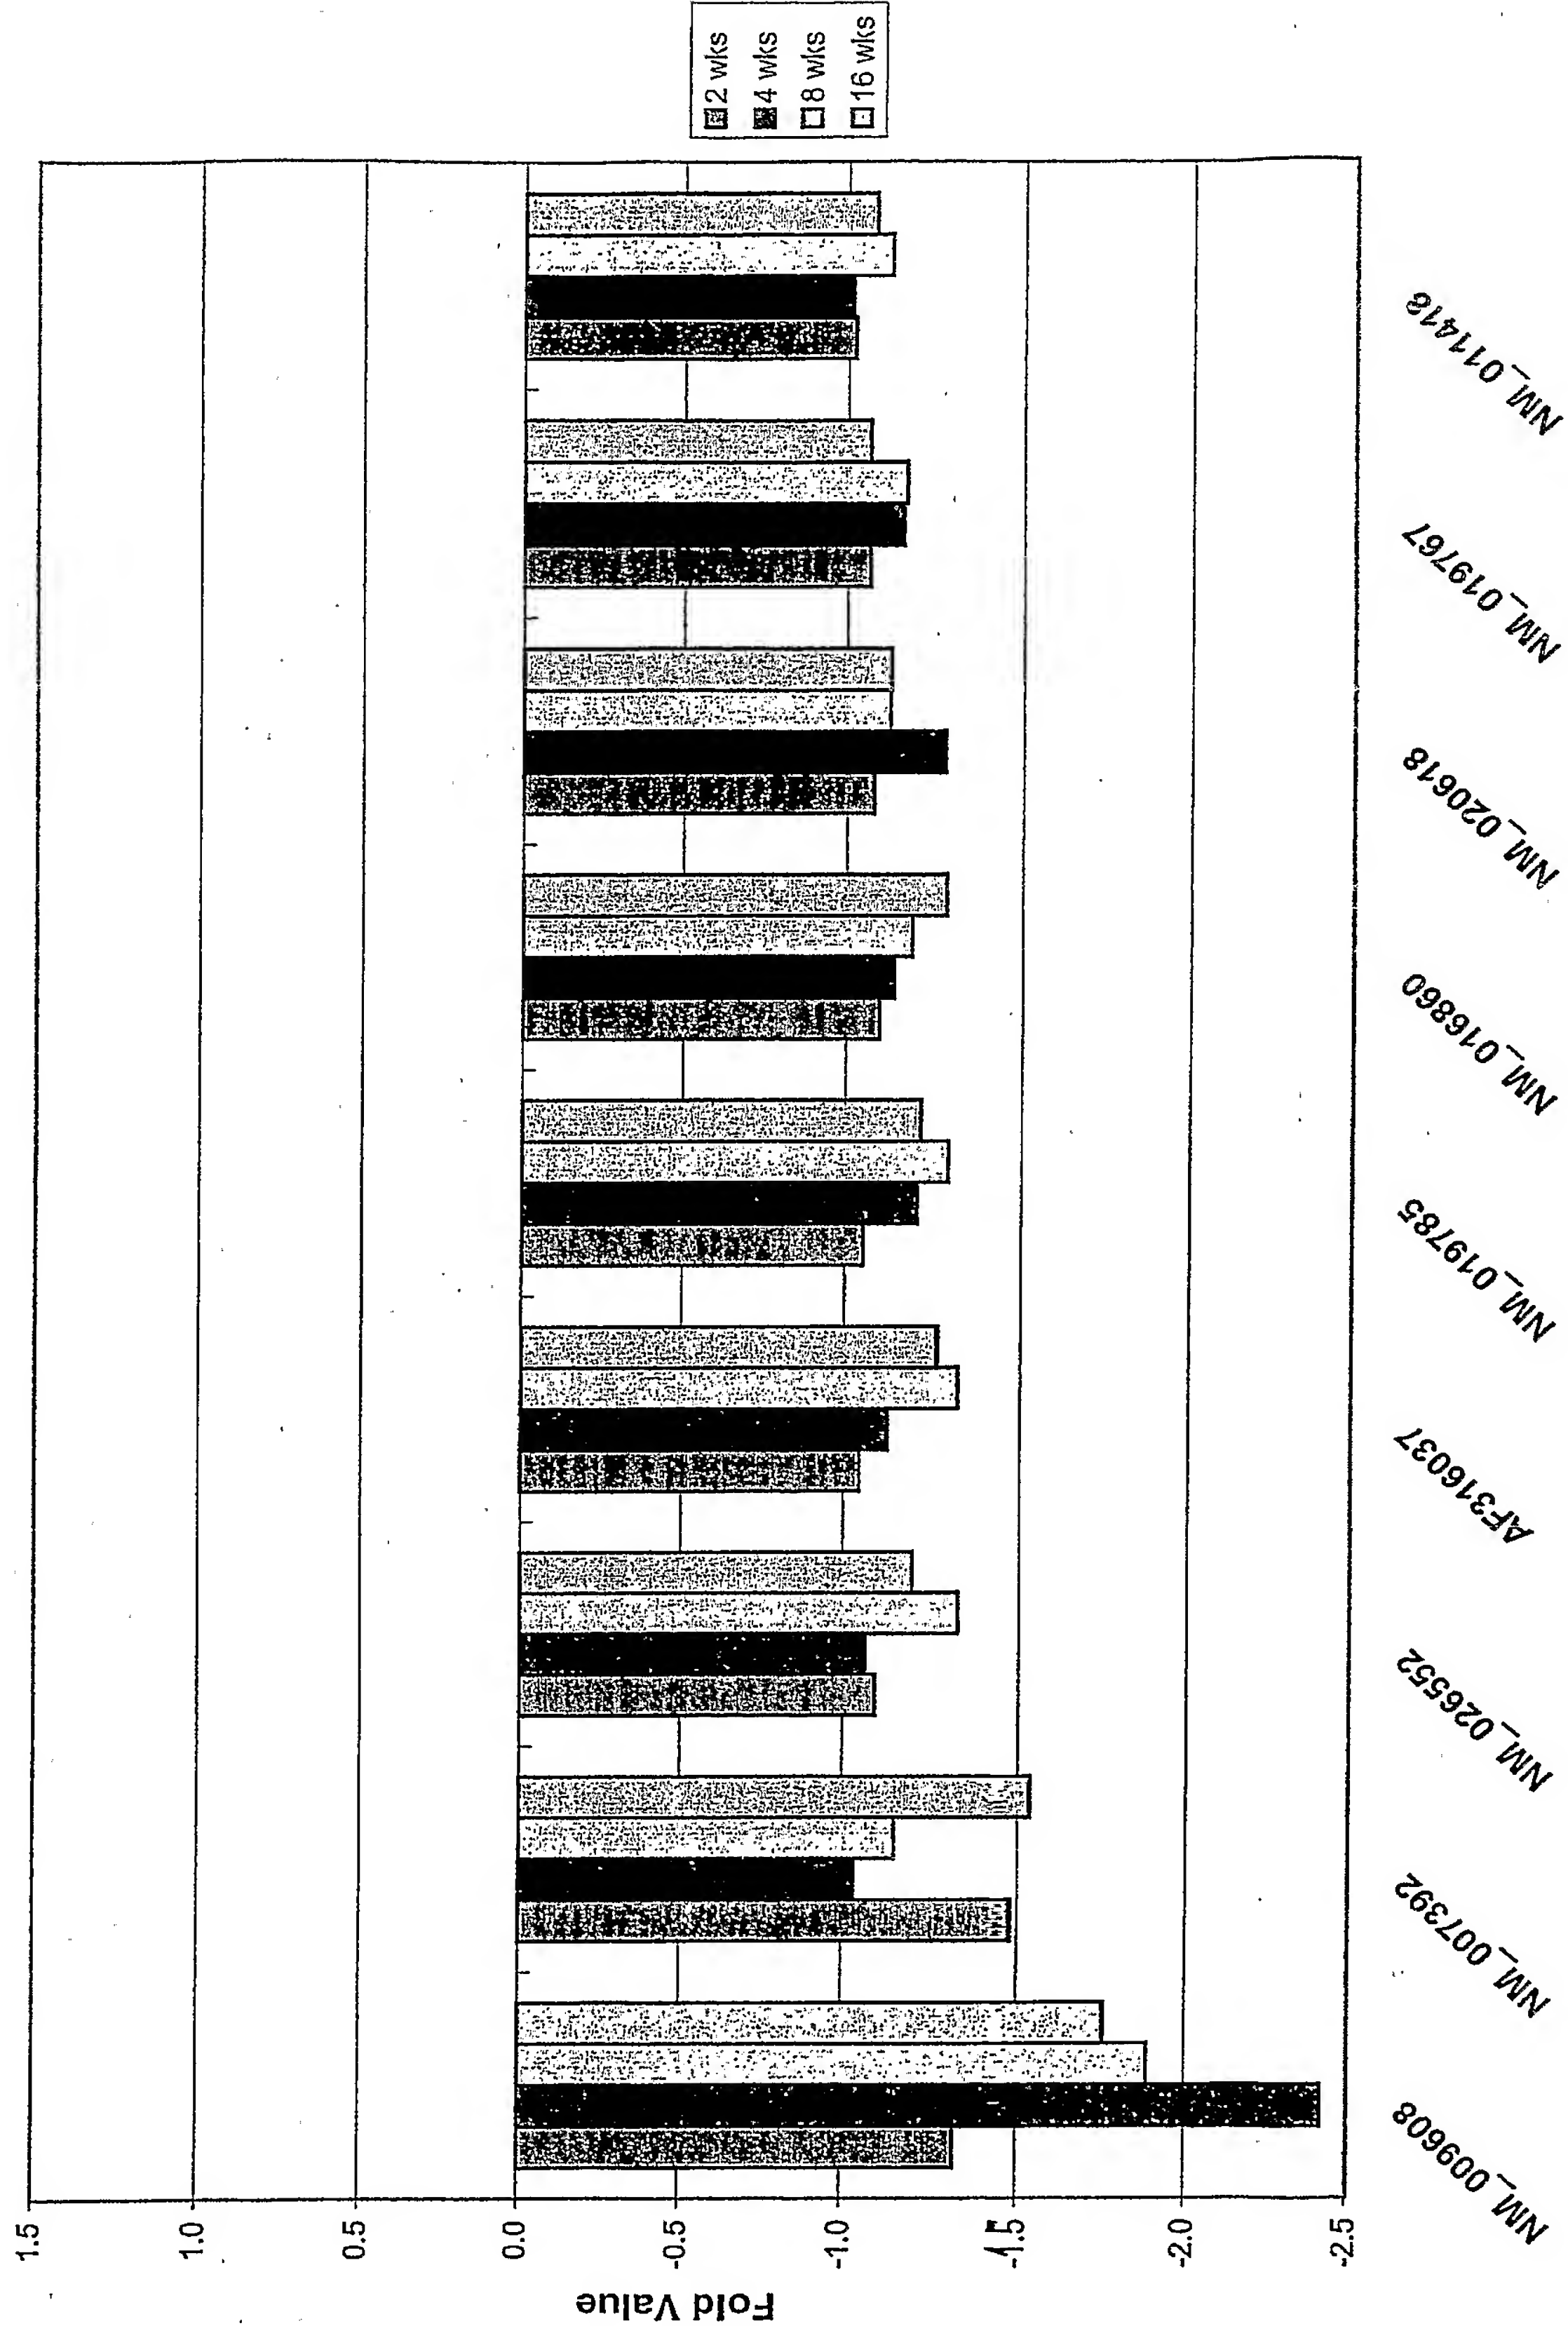 Fold Value
1.5
1.0
0.5
0.0
-0.5
-1.0
-1.5
-2.0
-2.5
NM_009608
NM_007392
NM_026552
AF316037
NM_019785
NM_016860
NM_020618
NM_019767
NM_011418
2 wks
4 wks
8 wks
16 wks